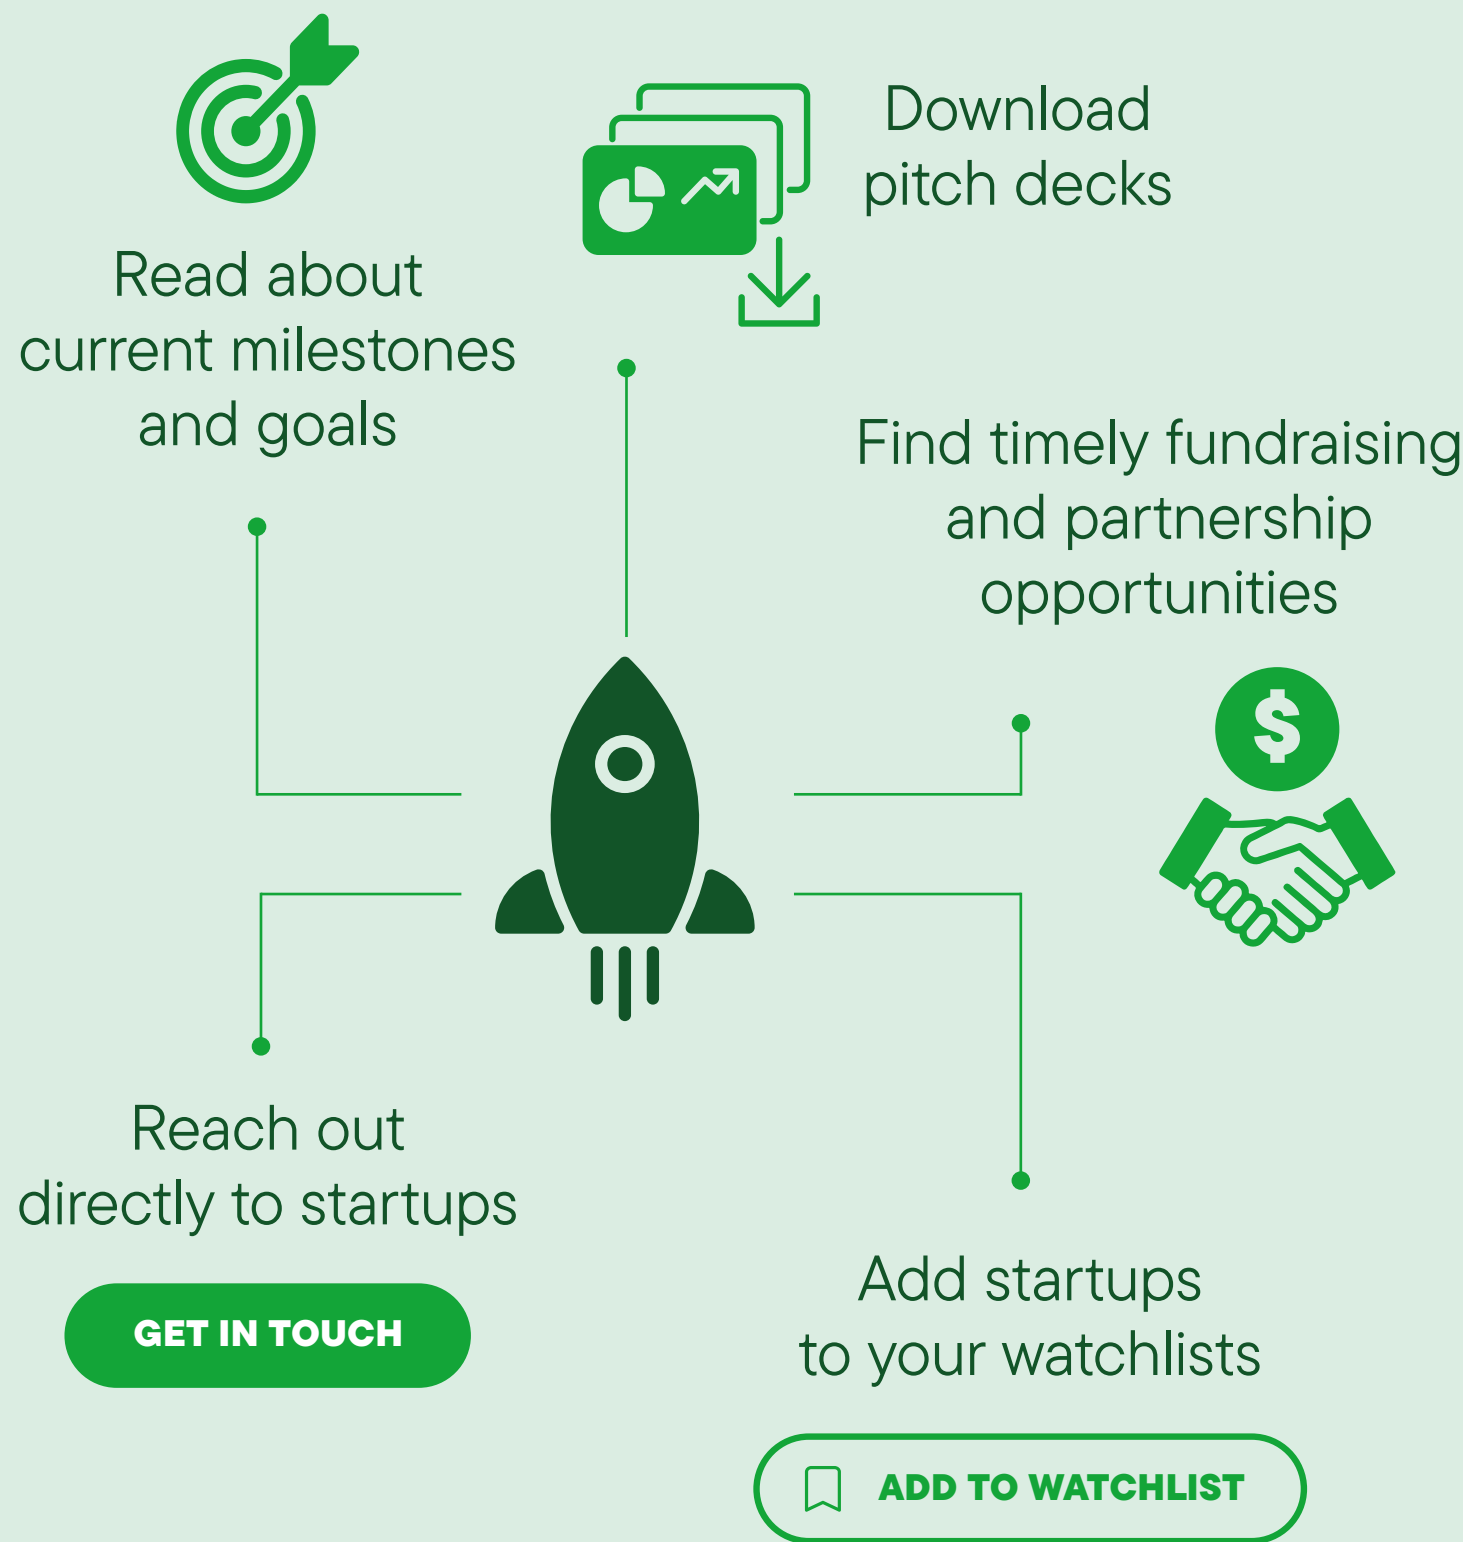 Download
pitch decks
Read about
current milestones
and goals
Find timely fundraising
and partnership
opportunities
$
Reach out
directly to startups
GET IN TOUCH
Add startups
to your watchlists
ADD TO WATCHLIST